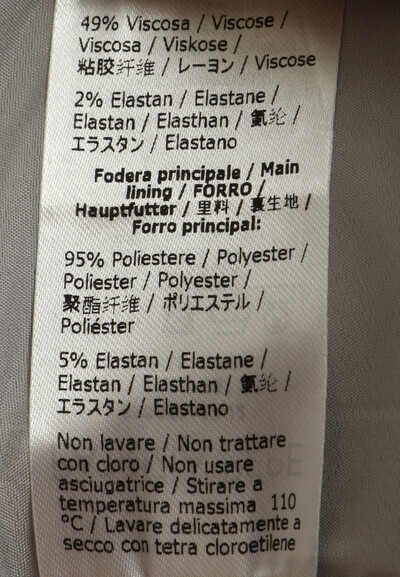 49% Viscosa / Viscose /
Viscosa / Viskose /
粘胶纤维 / レーヨン / Viscose
2% Elastan / Elastane /
Elastan / Elasthan / 氨纶 /
エラスタン / Elastano
Fodera principale / Main
lining / FORRO /
Hauptfutter / 里料 / 裏生地 /
Forro principal:
95% Poliestere / Polyester /
Poliester / Polyester /
聚酯纤维 / ポリエステル /
Poliéster
5% Elastan / Elastane /
Elastan / Elasthan / 氨纶 /
エラスタン / Elastano
Non lavare / Non trattare
con cloro / Non usare
asciugatrice / Stirare a
temperatura massima 110
°C / Lavare delicatamente a
secco con tetra cloroetilene